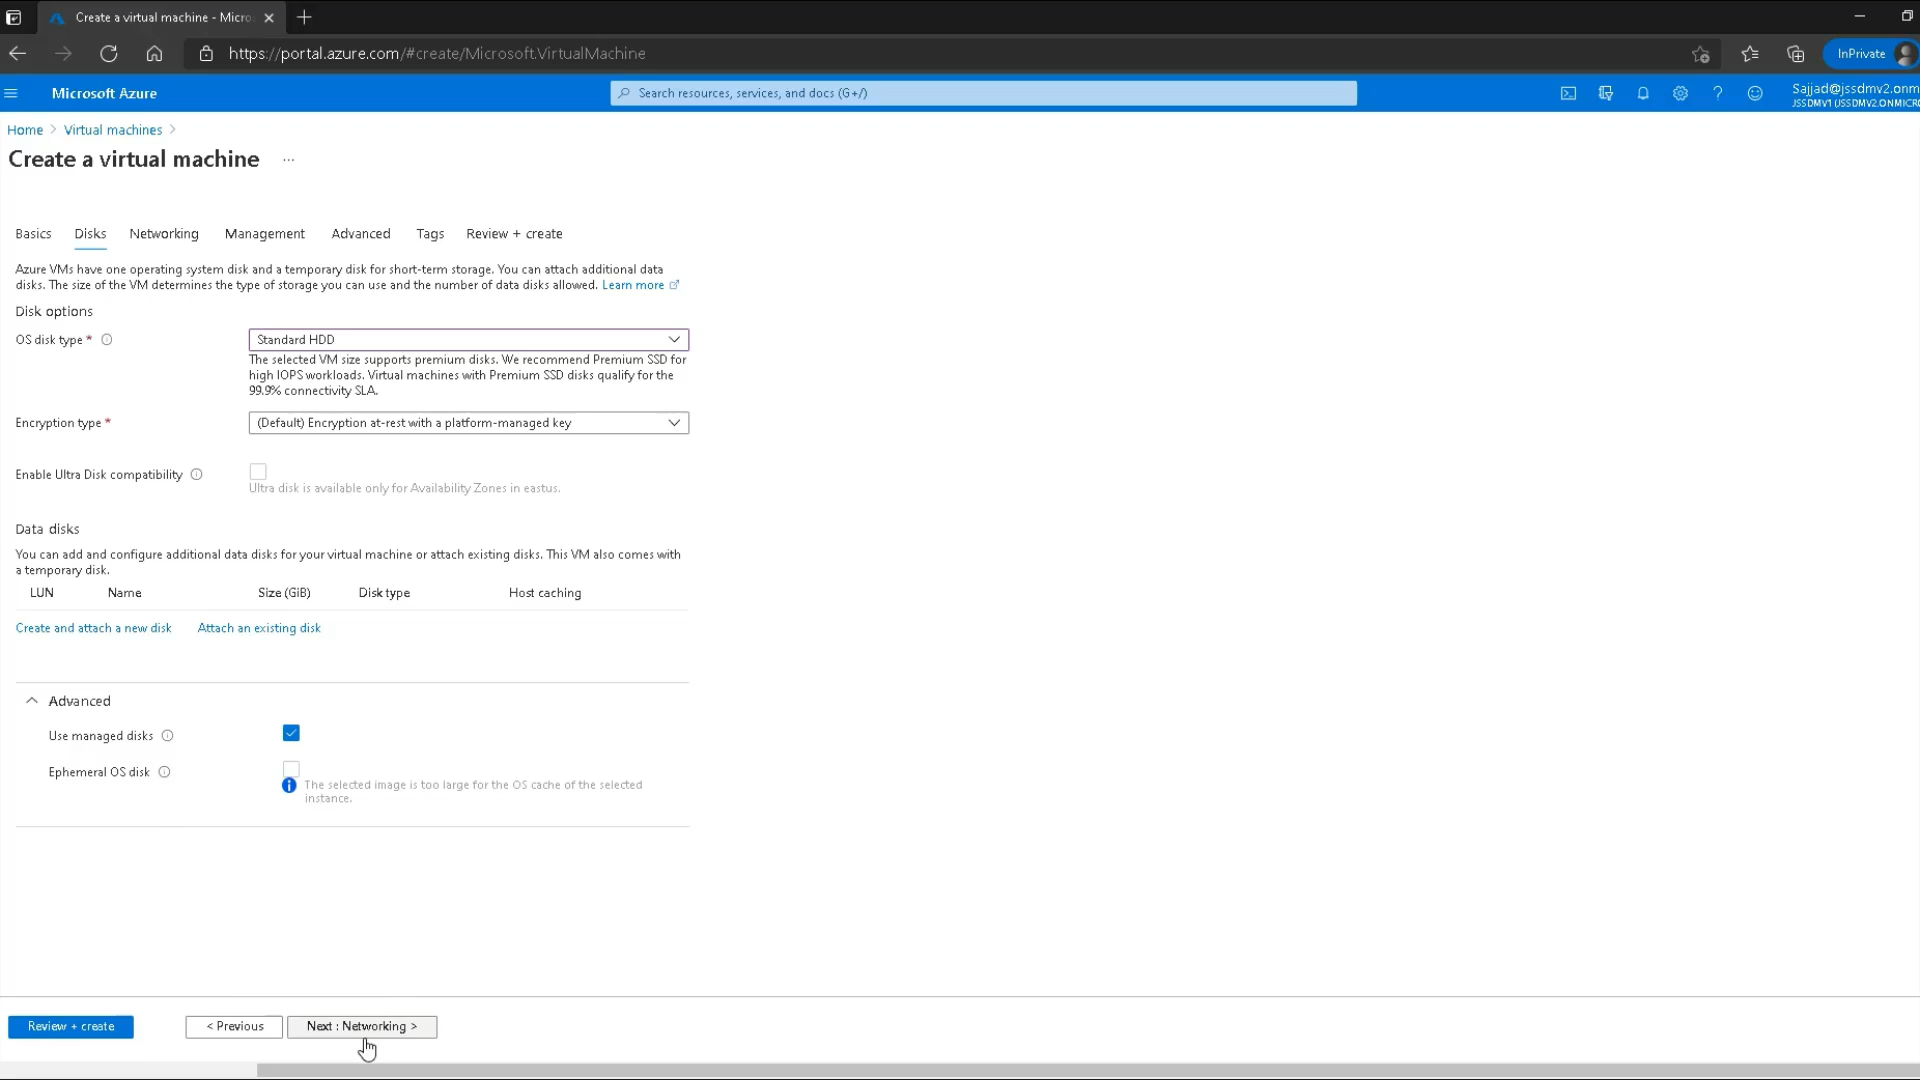 Create a virtual machine - Micro
https://portal.azure.com/#create/Microsoft.VirtualMachine
InPrivate
Microsoft Azure
Search resources, services, and docs (G+/)
Sajjad@jssdmv2.onm
JSSDMV1 (JSSDMV2.ONMICRO
Home > Virtual machines >
Create a virtual machine ...
Basics Disks Networking Management Advanced Tags Review + create
Azure VMs have one operating system disk and a temporary disk for short-term storage. You can attach additional data
disks. The size of the VM determines the type of storage you can use and the number of data disks allowed. Learn more
Disk options
OS disk type *
Standard HDD
The selected VM size supports premium disks. We recommend Premium SSD for
high IOPS workloads. Virtual machines with Premium SSD disks qualify for the
99.9% connectivity SLA.
Encryption type *
(Default) Encryption at-rest with a platform-managed key
Enable Ultra Disk compatibility
Ultra disk is available only for Availability Zones in eastus.
Data disks
You can add and configure additional data disks for your virtual machine or attach existing disks. This VM also comes with
a temporary disk.
LUN Name Size (GiB) Disk type Host caching
Create and attach a new disk Attach an existing disk
Advanced
Use managed disks
Ephemeral OS disk
The selected image is too large for the OS cache of the selected
instance.
Review + create < Previous Next : Networking >